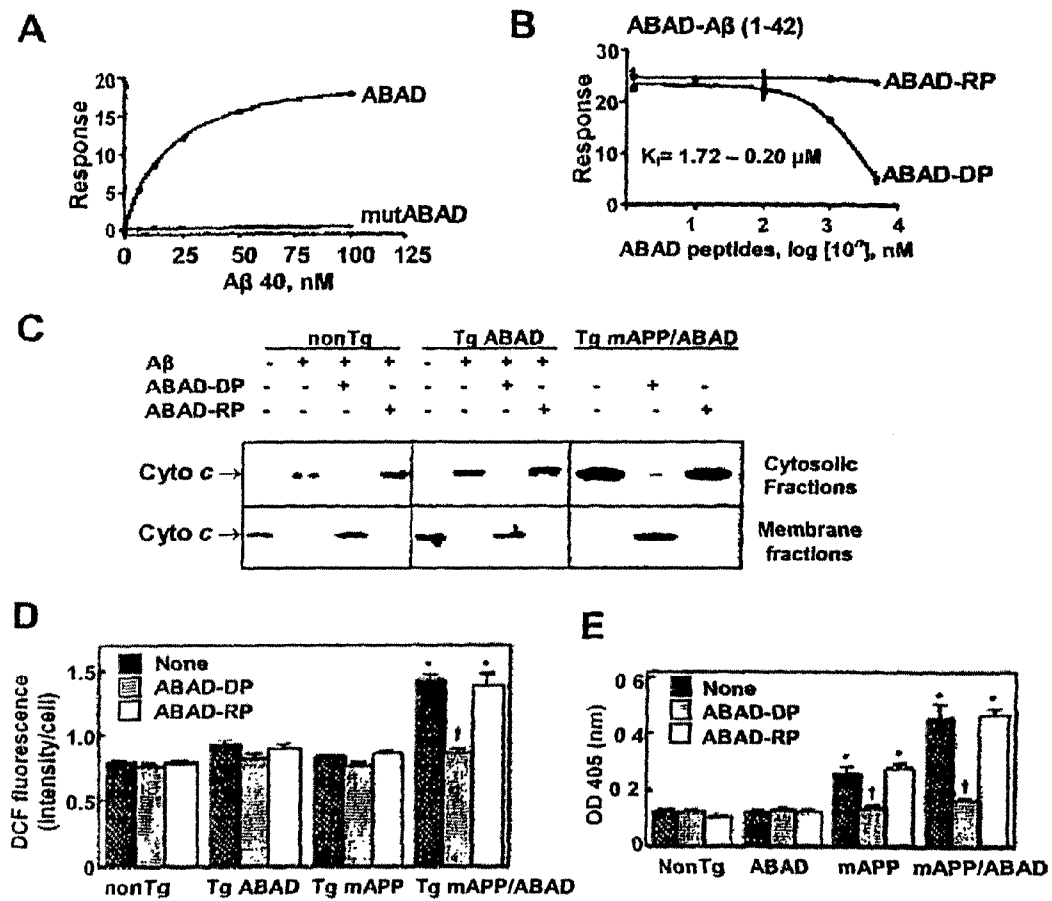 A
20
15
10
5
0
Response
ABAD
mutABAD
0 25 50 75 100 125
Aβ 40, nM
B
ABAD-Aβ (1-42)
30
20
10
0
Response
ABAD-RP
ABAD-DP
Kᵢ= 1.72 – 0.20 μM
1 2 3 4
ABAD peptides, log [10ⁿ], nM
C
nonTg Tg ABAD Tg mAPP/ABAD
Aβ - + + + - + + +
ABAD-DP - - + - - - + - - + -
ABAD-RP - - - + - - - + - - +
Cyto c → Cytosolic
Fractions
Cyto c → Membrane
fractions
D
DCF fluorescence
(Intensity/cell)
1.5
1.0
0.5
0
None
ABAD-DP
ABAD-RP
* † *
nonTg Tg ABAD Tg mAPP Tg mAPP/ABAD
E
OD 405 (nm)
0 6
0 4
0 2
0
None
ABAD-DP
ABAD-RP
* † * * † *
NonTg ABAD mAPP mAPP/ABAD